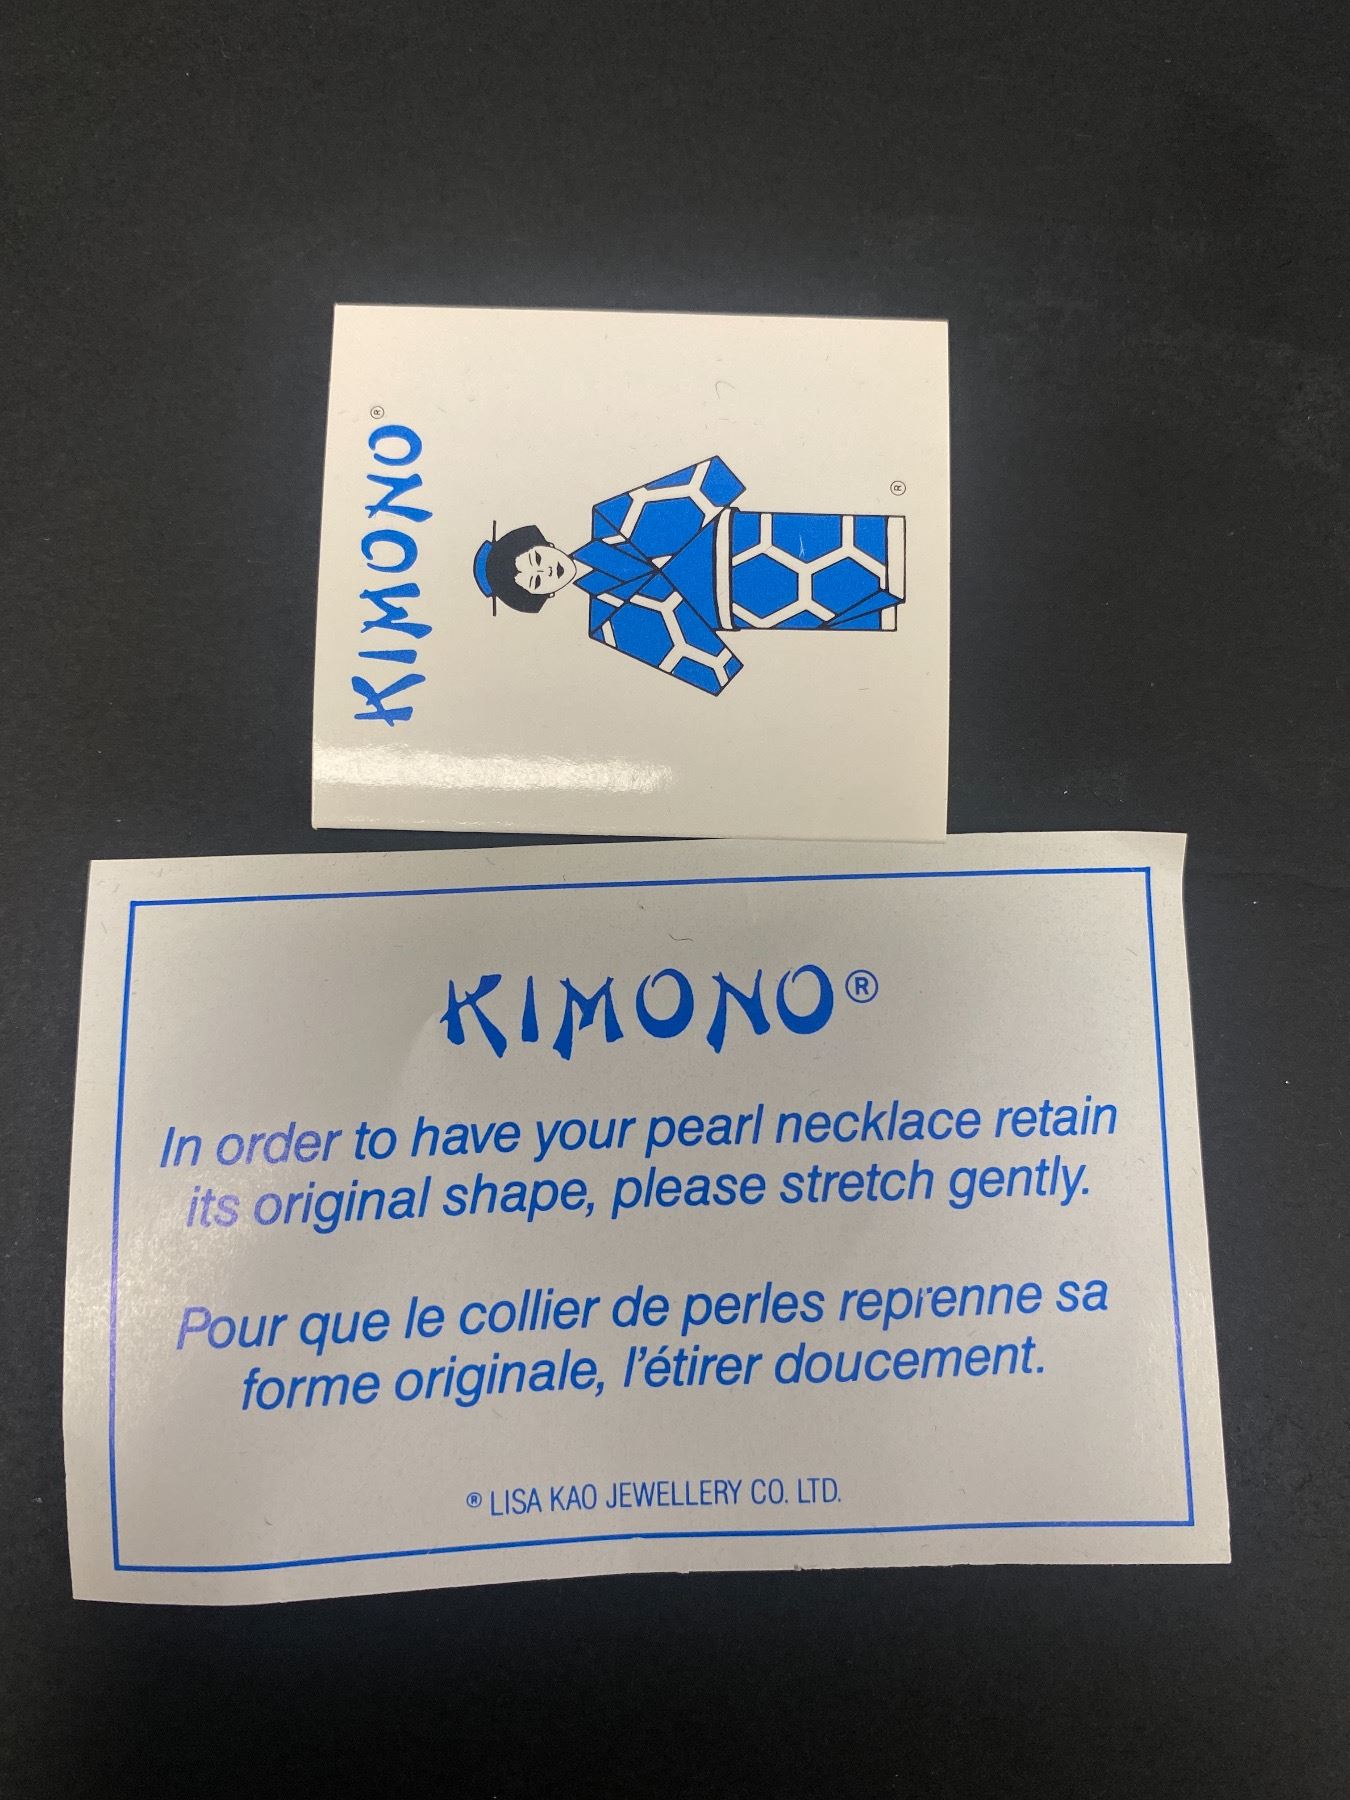 KIMONO®
®
KIMONO®
In order to have your pearl necklace retain
its original shape, please stretch gently.
Pour que le collier de perles reprenne sa
forme originale, l'étirer doucement.
® LISA KAO JEWELLERY CO. LTD.